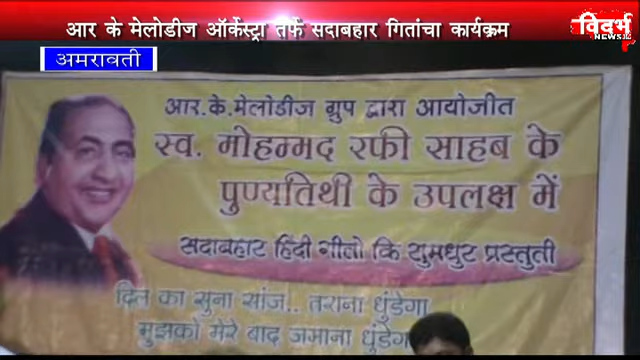 आर के मेलोडीज ऑर्केस्ट्रा तर्फे सदाबहार गितांचा कार्यक्रम
विदर्भ
NEWS
अमरावती
आर.के.मेलोडीज ग्रुप द्वारा आयोजीत
स्व. मोहम्मद रफी साहब के
पुण्यतिथी के उपलक्ष में
सदाबहार हिंदी गीतो कि सुमधुर प्रस्तुती
दिल का सुना सांज.. तराना धुंडेगा
मुझको मेरे बाद जमाना धुंडेगा